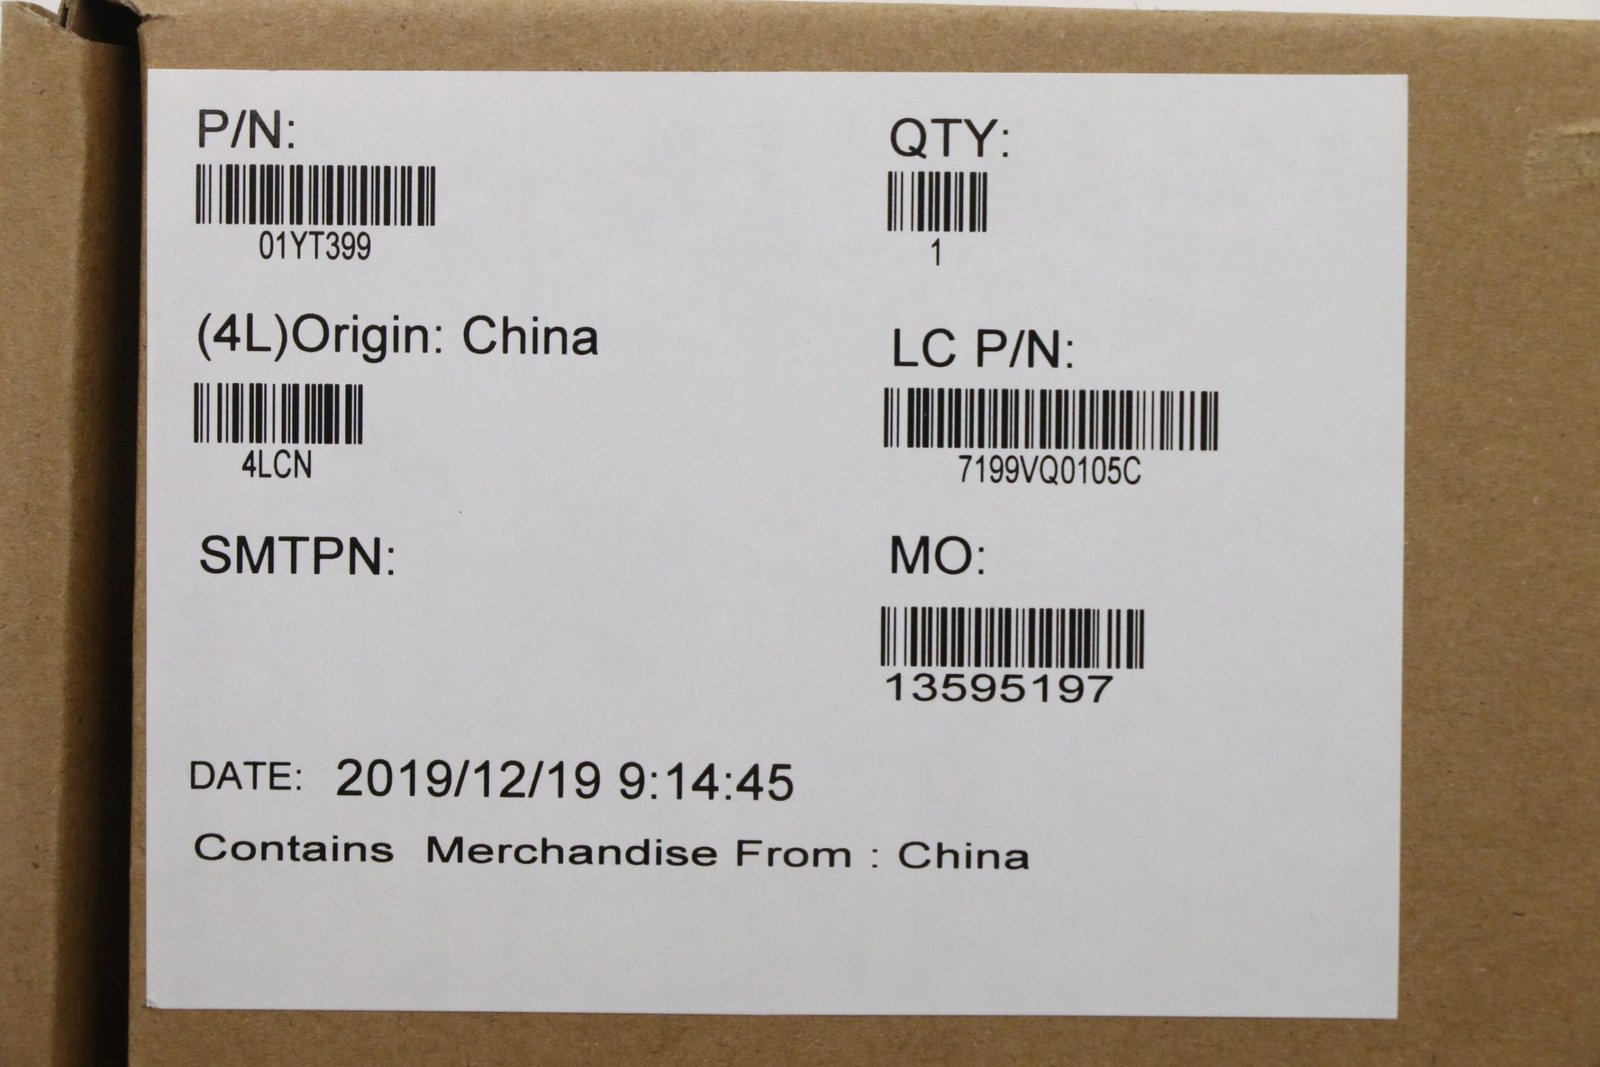 P/N:
01YT399
QTY:
1
(4L)Origin: China
4LCN
LC P/N:
7199VQ0105C
SMTPN:
MO:
13595197
DATE: 2019/12/19 9:14:45
Contains Merchandise From : China